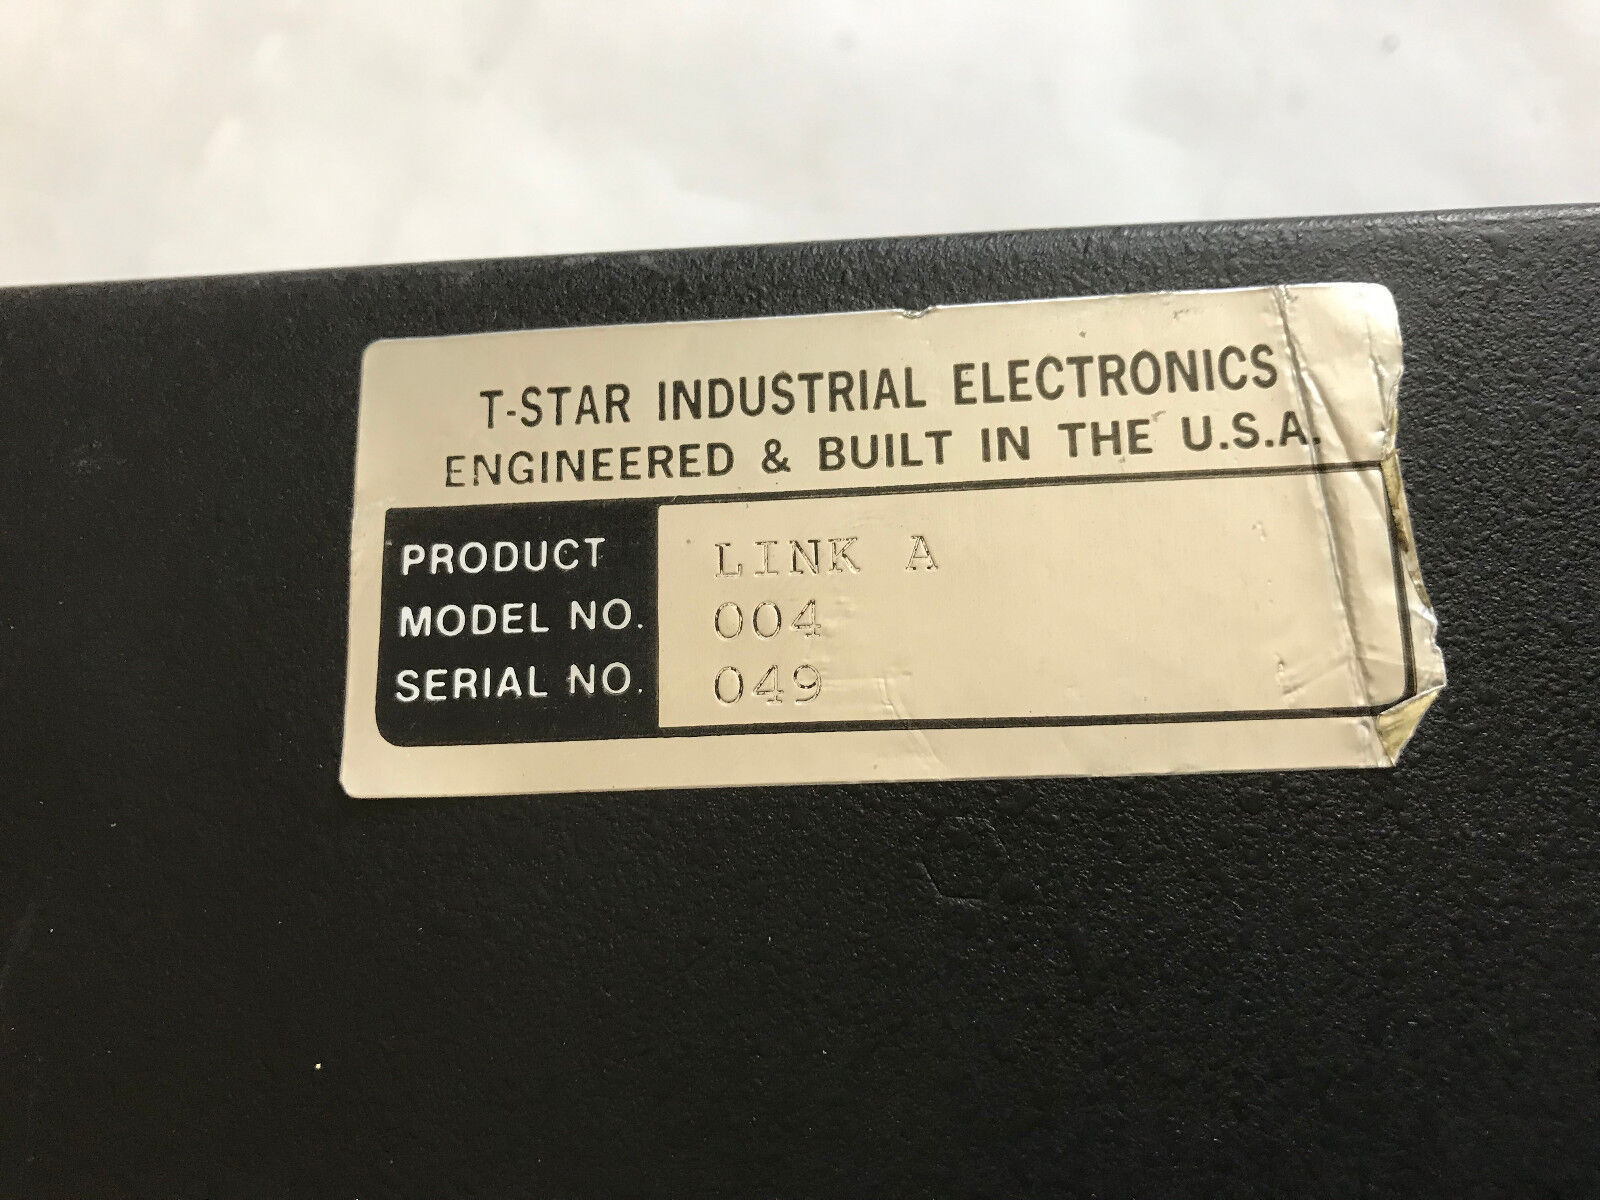 T-STAR INDUSTRIAL ELECTRONICS
ENGINEERED & BUILT IN THE U.S.A.
PRODUCT LINK A
MODEL NO. 004
SERIAL NO. 049